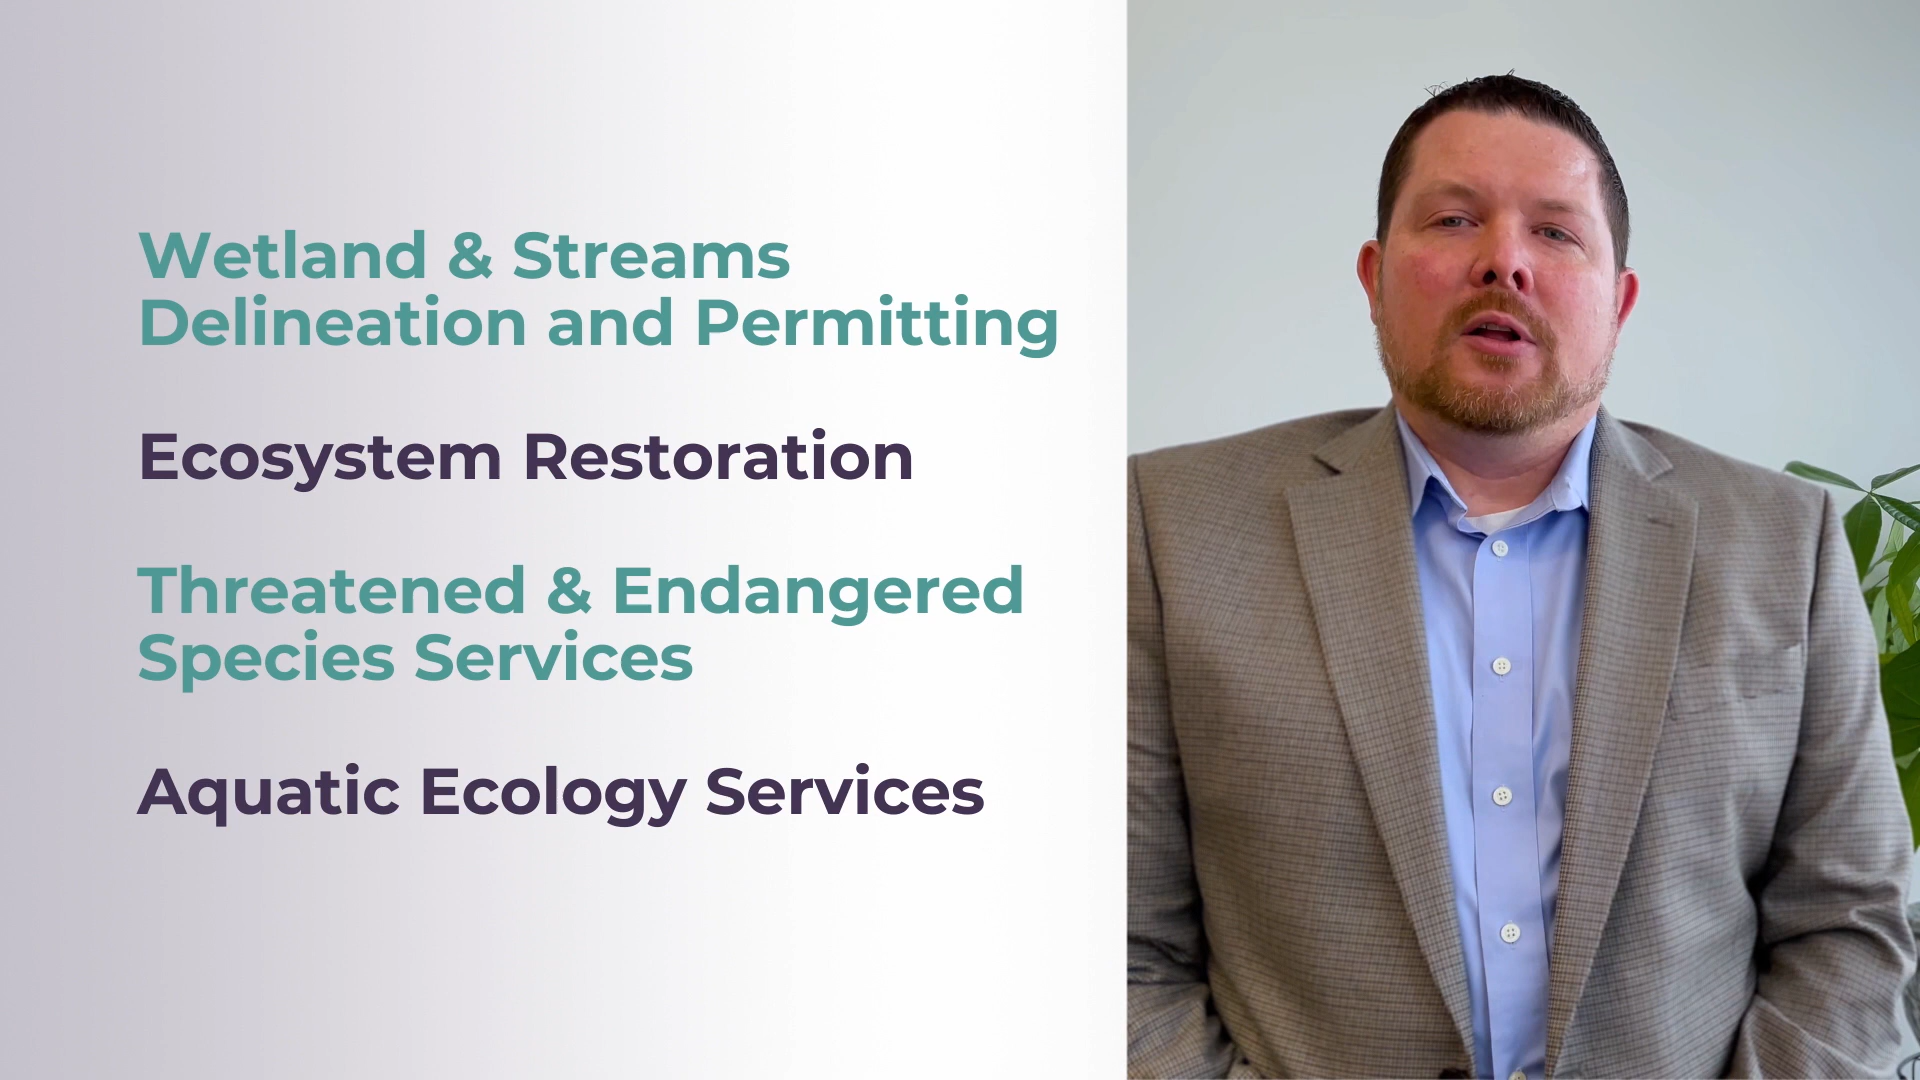 Wetland & Streams
Delineation and Permitting
Ecosystem Restoration
Threatened & Endangered
Species Services
Aquatic Ecology Services